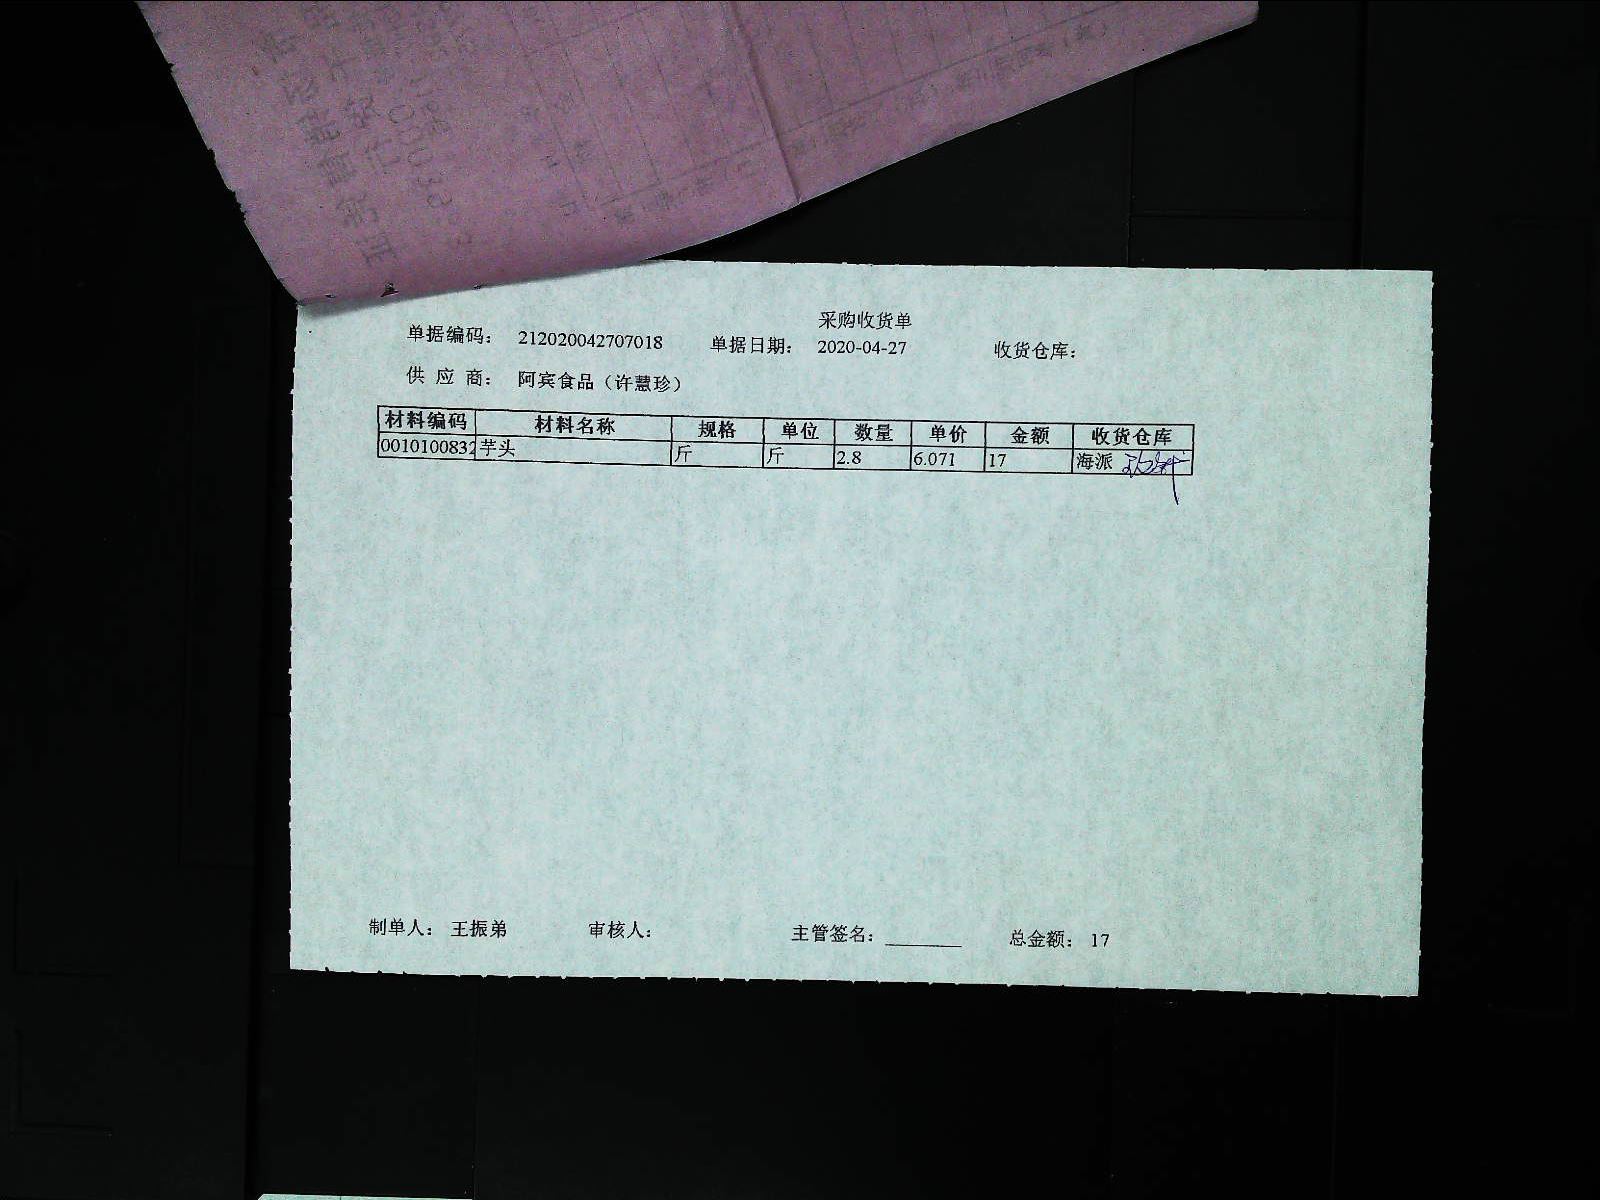 采购收货单
单据编码： 212020042707018 单据日期： 2020-04-27 收货仓库：
供 应 商： 阿宾食品（许慧珍）
材料编码 材料名称 规格 单位 数量 单价 金额 收货仓库
0010100832 芋头 斤 斤 2.8 6.071 17 海派
制单人： 王振弟 审核人： 主管签名： 总金额： 17